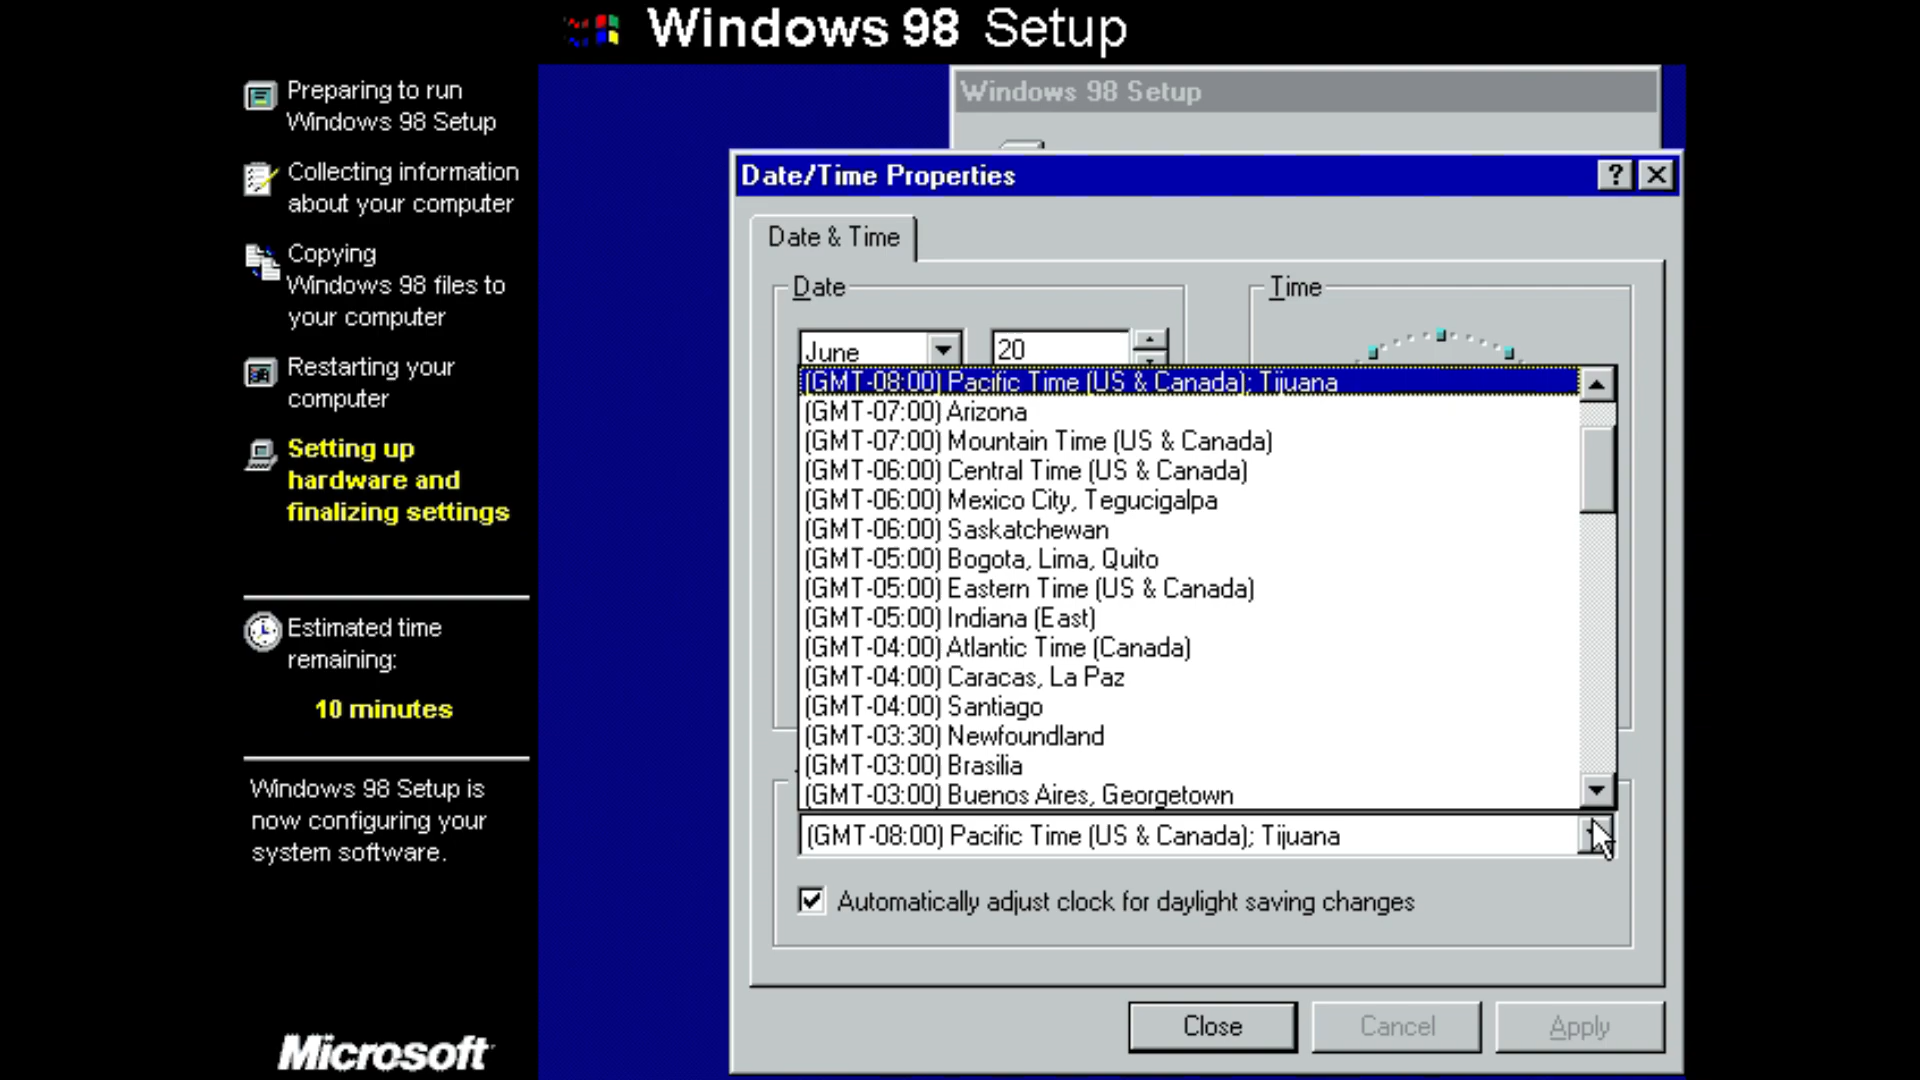 Windows 98 Setup
Preparing to run
Windows 98 Setup
Collecting information
about your computer
Copying
Windows 98 files to
your computer
Restarting your
computer
Setting up
hardware and
finalizing settings
Estimated time
remaining:
10 minutes
Windows 98 Setup is
now configuring your
system software.
Microsoft
Windows 98 Setup
Date/Time Properties
Date & Time
Date
Time
June
20
(GMT-08:00) Pacific Time (US & Canada); Tijuana
(GMT-07:00) Arizona
(GMT-07:00) Mountain Time (US & Canada)
(GMT-06:00) Central Time (US & Canada)
(GMT-06:00) Mexico City, Tegucigalpa
(GMT-06:00) Saskatchewan
(GMT-05:00) Bogota, Lima, Quito
(GMT-05:00) Eastern Time (US & Canada)
(GMT-05:00) Indiana (East)
(GMT-04:00) Atlantic Time (Canada)
(GMT-04:00) Caracas, La Paz
(GMT-04:00) Santiago
(GMT-03:30) Newfoundland
(GMT-03:00) Brasilia
(GMT-03:00) Buenos Aires, Georgetown
(GMT-08:00) Pacific Time (US & Canada); Tijuana
Automatically adjust clock for daylight saving changes
Close
Cancel
Apply